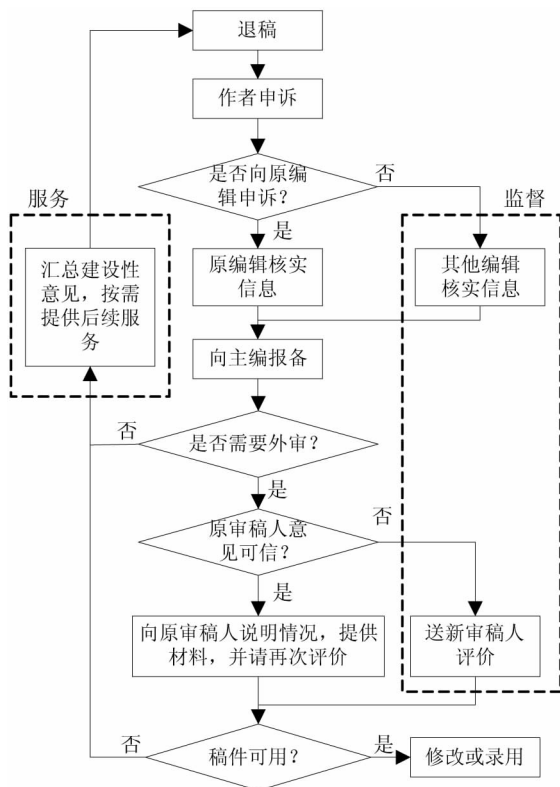 退稿
作者申诉
是否向原编
辑申诉？
否
服务
监督
是
汇总建设性
意见，按需
提供后续服
务
原编辑核实
信息
其他编辑
核实信息
向主编报备
否
是否需要外审？
是
原审稿人意
见可信？
否
是
向原审稿人说明情况，提供
材料，并请再次评价
送新审稿人
评价
否
稿件可用？
是
修改或录用